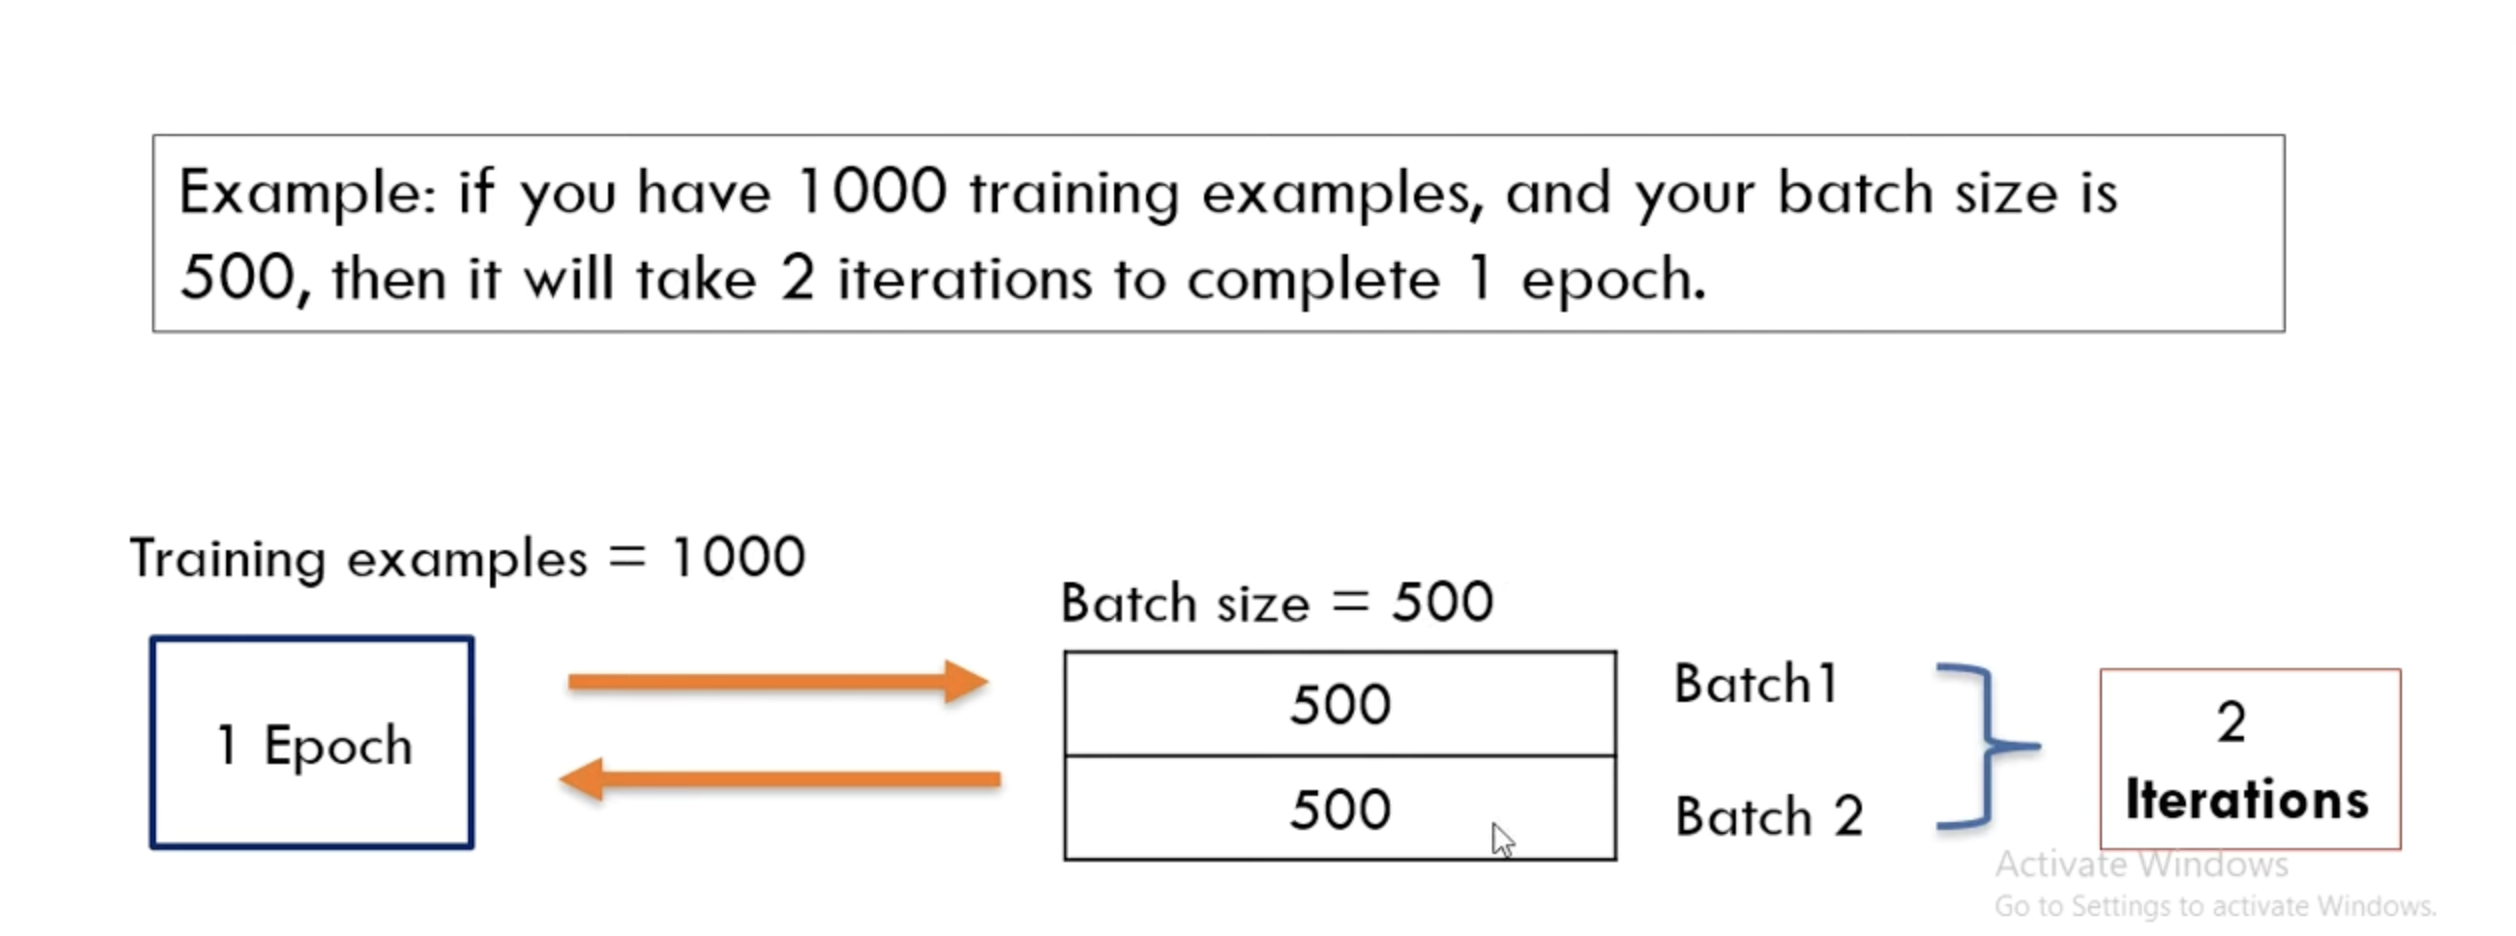 Example: if you have 1000 training examples, and your batch size is
500, then it will take 2 iterations to complete 1 epoch.
Training examples = 1000
Batch size = 500
1 Epoch
500
Batch1
500
Batch 2
2
Iterations
Activate Windows
Go to Settings to activate Windows.